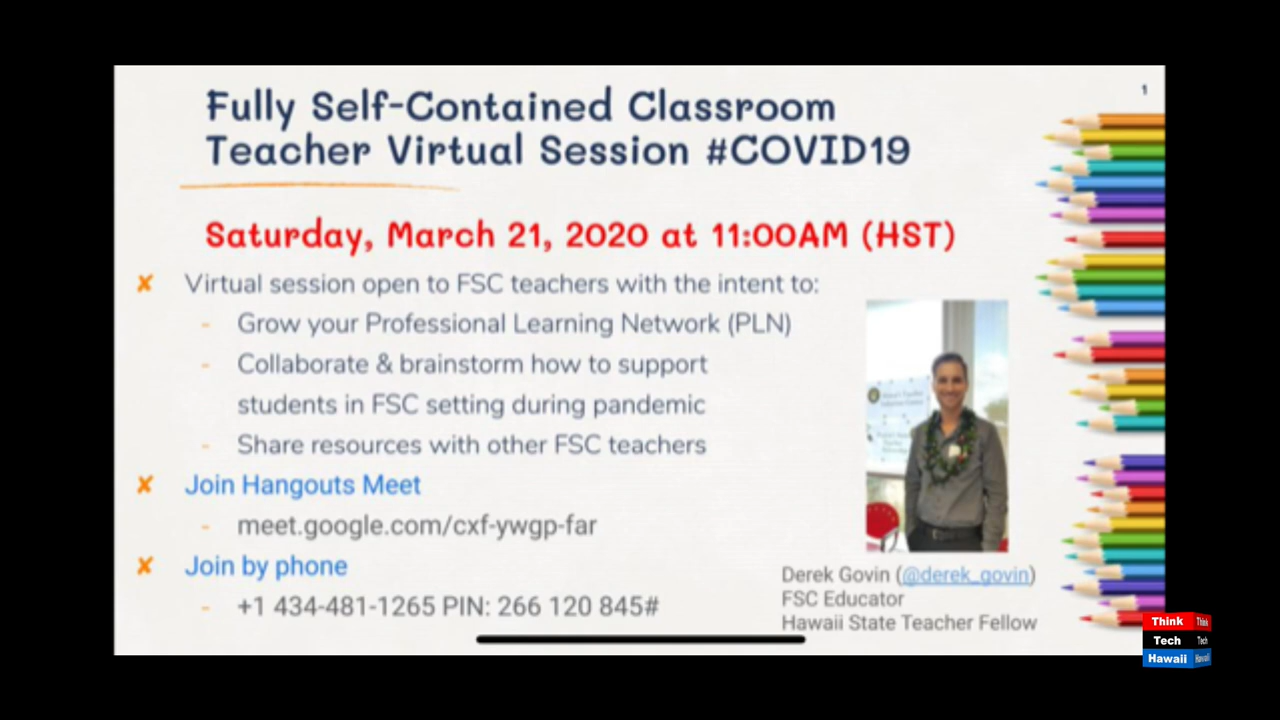 1
Fully Self-Contained Classroom
Teacher Virtual Session #COVID19
Saturday, March 21, 2020 at 11:00AM (HST)
✘ Virtual session open to FSC teachers with the intent to:
- Grow your Professional Learning Network (PLN)
- Collaborate & brainstorm how to support
students in FSC setting during pandemic
- Share resources with other FSC teachers
✘ Join Hangouts Meet
- meet.google.com/cxf-ywgp-far
✘ Join by phone
- +1 434-481-1265 PIN: 266 120 845#
Derek Govin (@derek_govin)
FSC Educator
Hawaii State Teacher Fellow
Think Think
Tech Tech
Hawaii Hawaii